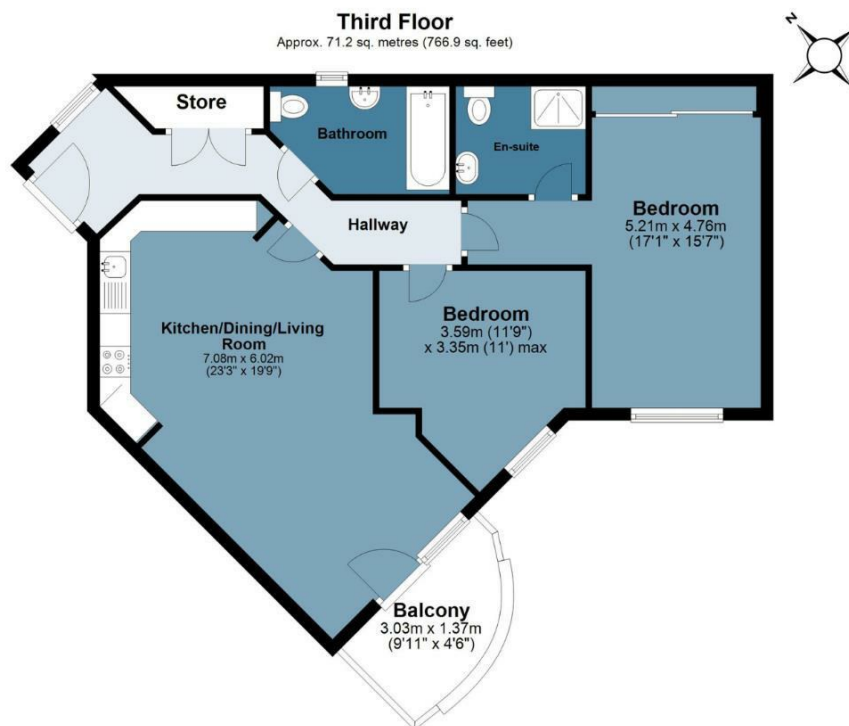 Third Floor
Approx. 71.2 sq. metres (766.9 sq. feet)
N
Store
Bathroom
En-suite
Bedroom
5.21m x 4.76m
(17'1" x 15'7")
Hallway
Bedroom
3.59m (11'9")
x 3.35m (11') max
Kitchen/Dining/Living
Room
7.08m x 6.02m
(23'3" x 19'9")
Balcony
3.03m x 1.37m
(9'11" x 4'6")